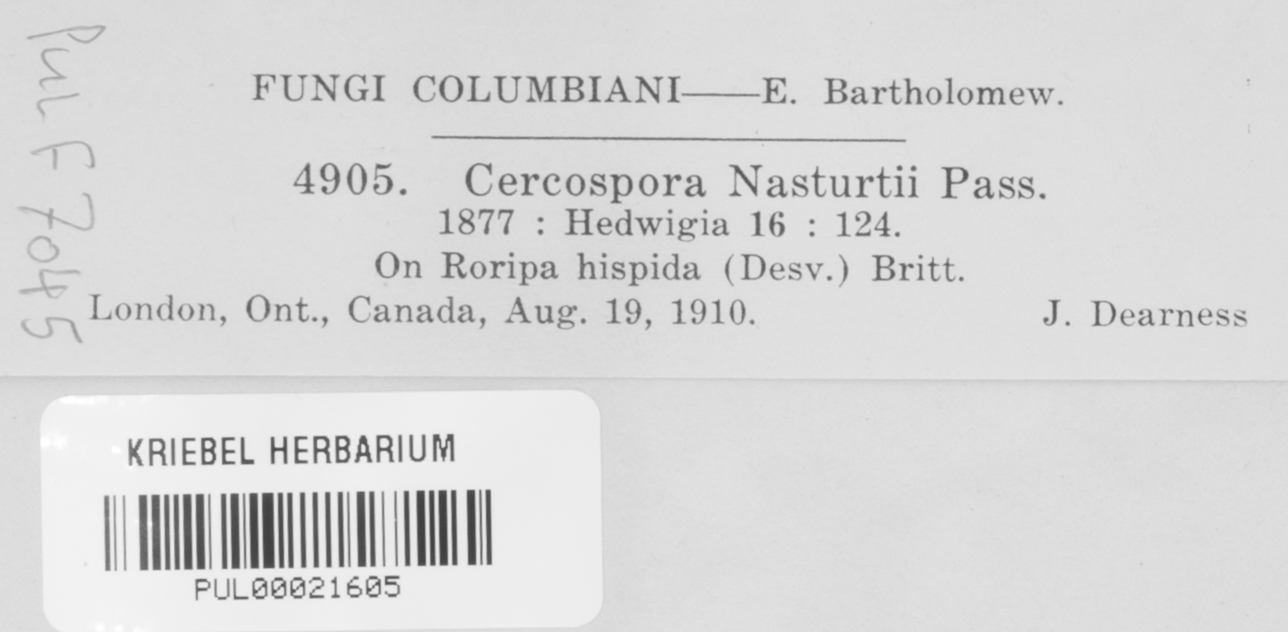 Pul F 7045
FUNGI COLUMBIANI——E. Bartholomew.
4905. Cercospora Nasturtii Pass.
1877 : Hedwigia 16 : 124.
On Roripa hispida (Desv.) Britt.
London, Ont., Canada, Aug. 19, 1910. J. Dearness
KRIEBEL HERBARIUM
PUL00021605